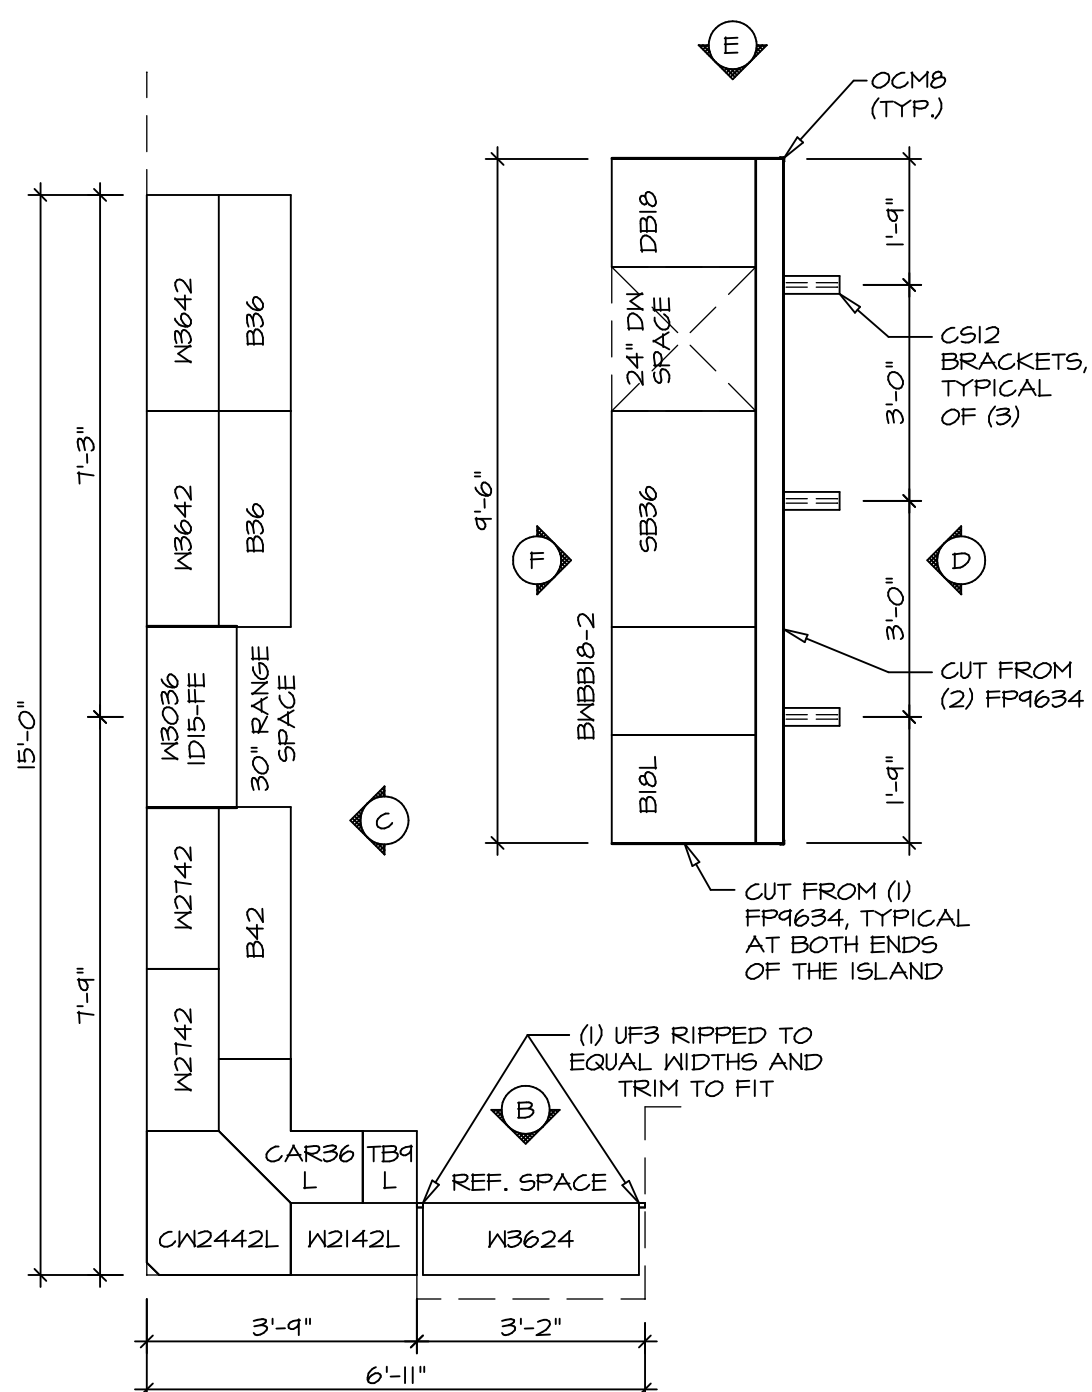 E
OCM8
(TYP.)
1'-9"
DB18
24" DW
SPACE
CS12
BRACKETS,
TYPICAL
OF (3)
3'-0"
W3642
B36
7'-3"
9'-6"
W3642
B36
SB36
F
D
3'-0"
BWBB18-2
CUT FROM
(2) FP9634
15'-0"
W3036
1D15-FE
30" RANGE
SPACE
B18L
1'-9"
C
W2742
B42
CUT FROM (1)
FP9634, TYPICAL
AT BOTH ENDS
OF THE ISLAND
7'-9"
W2742
(1) UF3 RIPPED TO
EQUAL WIDTHS AND
TRIM TO FIT
B
CAR36
L
TB9
L
REF. SPACE
CW2442L
W2142L
W3624
3'-9"
3'-2"
6'-11"